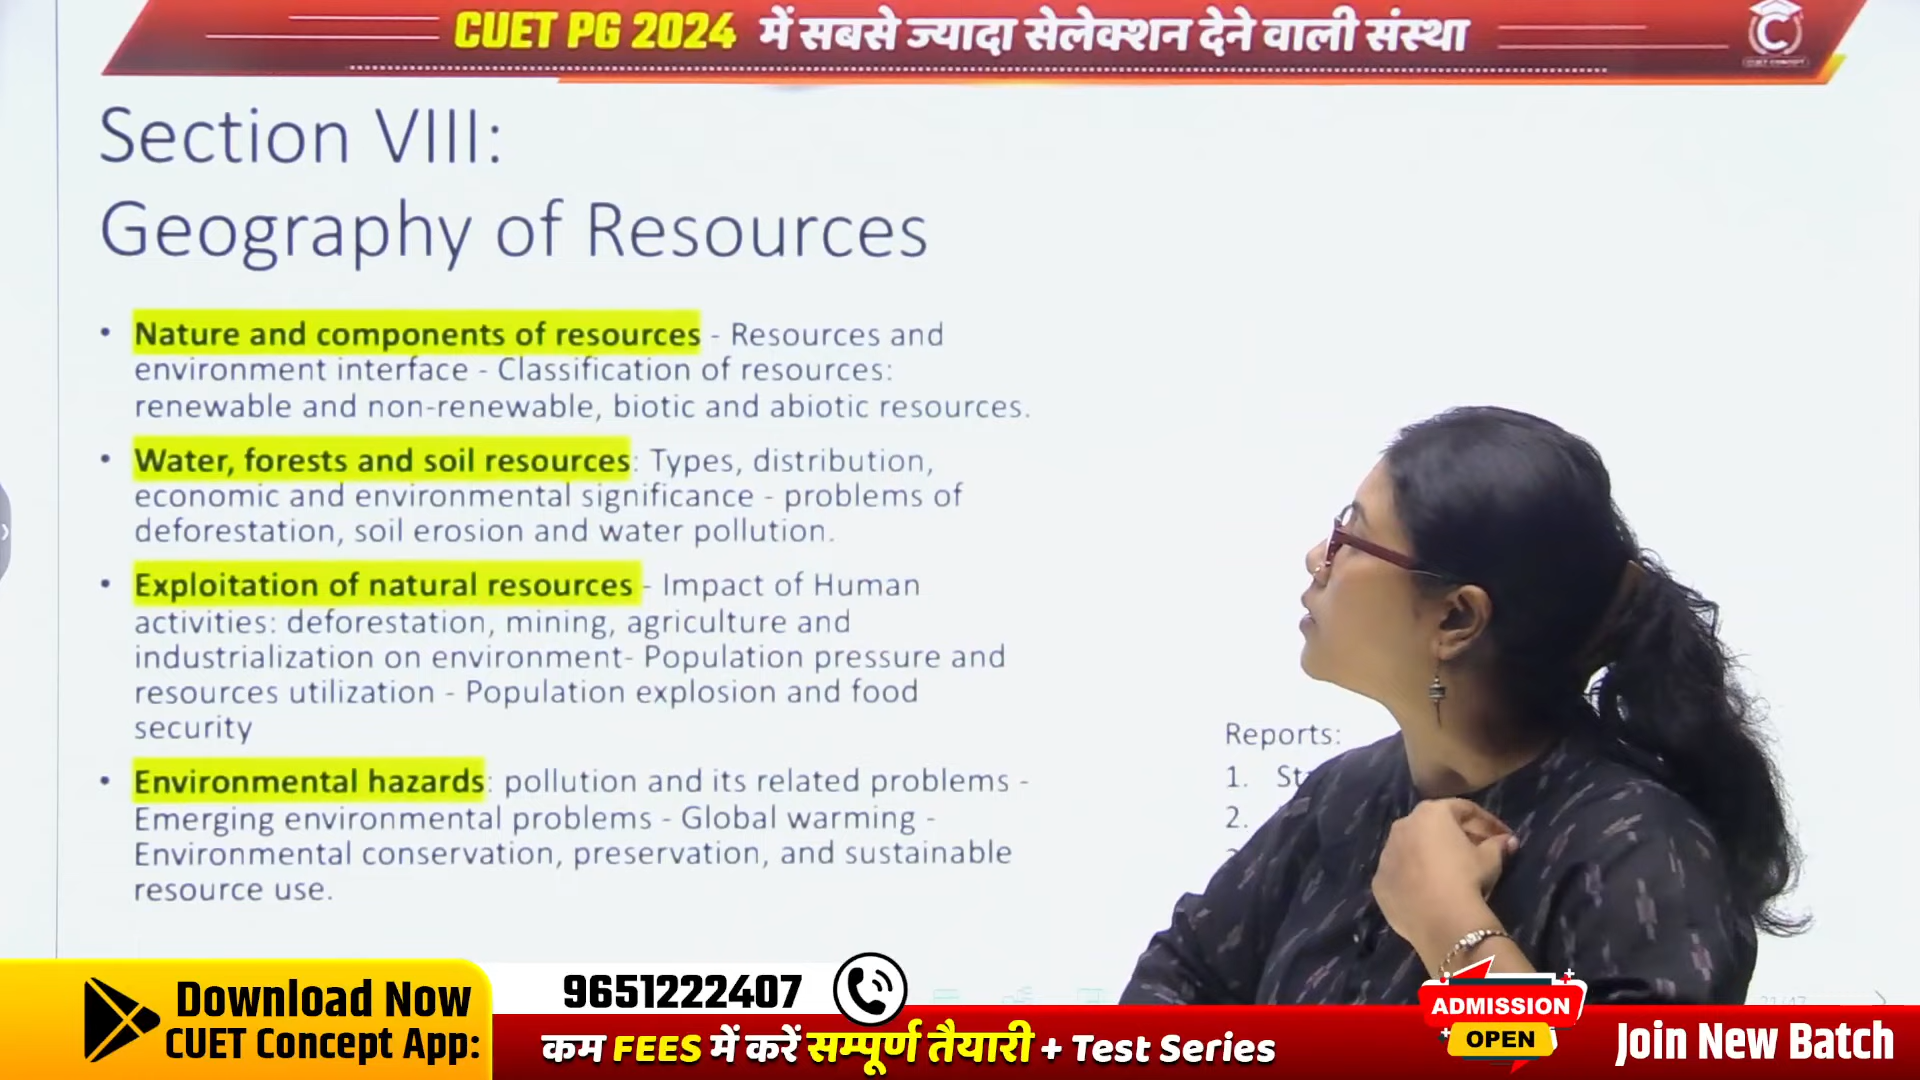 CUET PG 2024 में सबसे ज्यादा सेलेक्शन देने वाली संस्था
CUET CONCEPT
Section VIII:
Geography of Resources
• Nature and components of resources - Resources and
environment interface - Classification of resources:
renewable and non-renewable, biotic and abiotic resources.
• Water, forests and soil resources: Types, distribution,
economic and environmental significance - problems of
deforestation, soil erosion and water pollution.
• Exploitation of natural resources - Impact of Human
activities: deforestation, mining, agriculture and
industrialization on environment- Population pressure and
resources utilization - Population explosion and food
security
• Environmental hazards: pollution and its related problems -
Emerging environmental problems - Global warming -
Environmental conservation, preservation, and sustainable
resource use.
Reports:
1.
2.
Download Now
CUET Concept App:
9651222407
कम FEES में करें सम्पूर्ण तैयारी + Test Series
ADMISSION
OPEN
Join New Batch